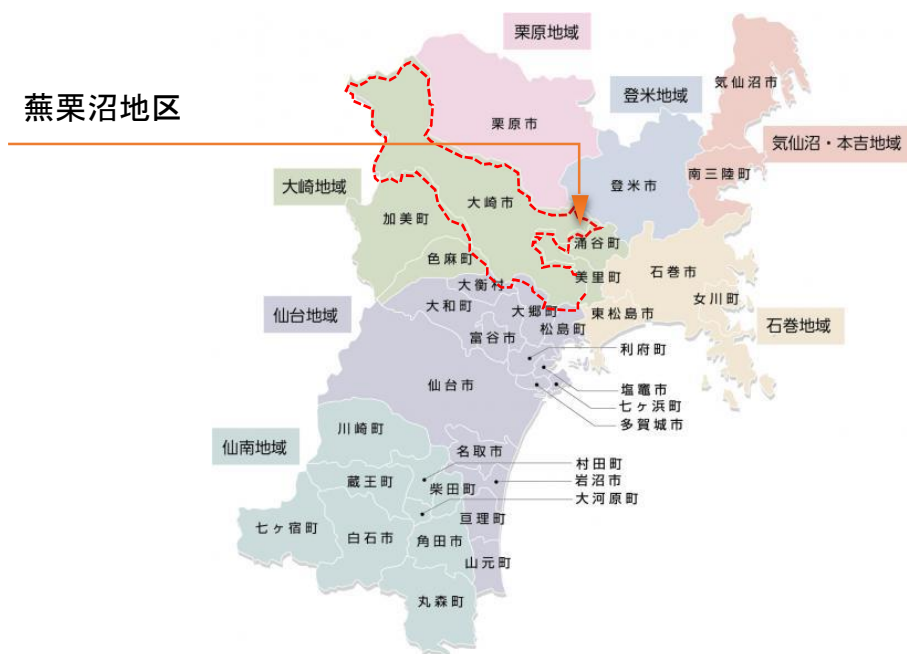 栗原地域
気仙沼市
蕪栗沼地区
登米地域
栗原市
気仙沼・本吉地域
登米市
南三陸町
大崎地域
大崎市
加美町
涌谷町
色麻町
美里町
石巻市
大衡村
女川町
大和町
大郷町
東松島市
仙台地域
松島町
石巻地域
富谷市
利府町
仙台市
塩竈市
七ヶ浜町
多賀城市
川崎町
仙南地域
名取市
村田町
蔵王町
柴田町
岩沼市
大河原町
亘理町
七ヶ宿町
白石市
角田市
山元町
丸森町